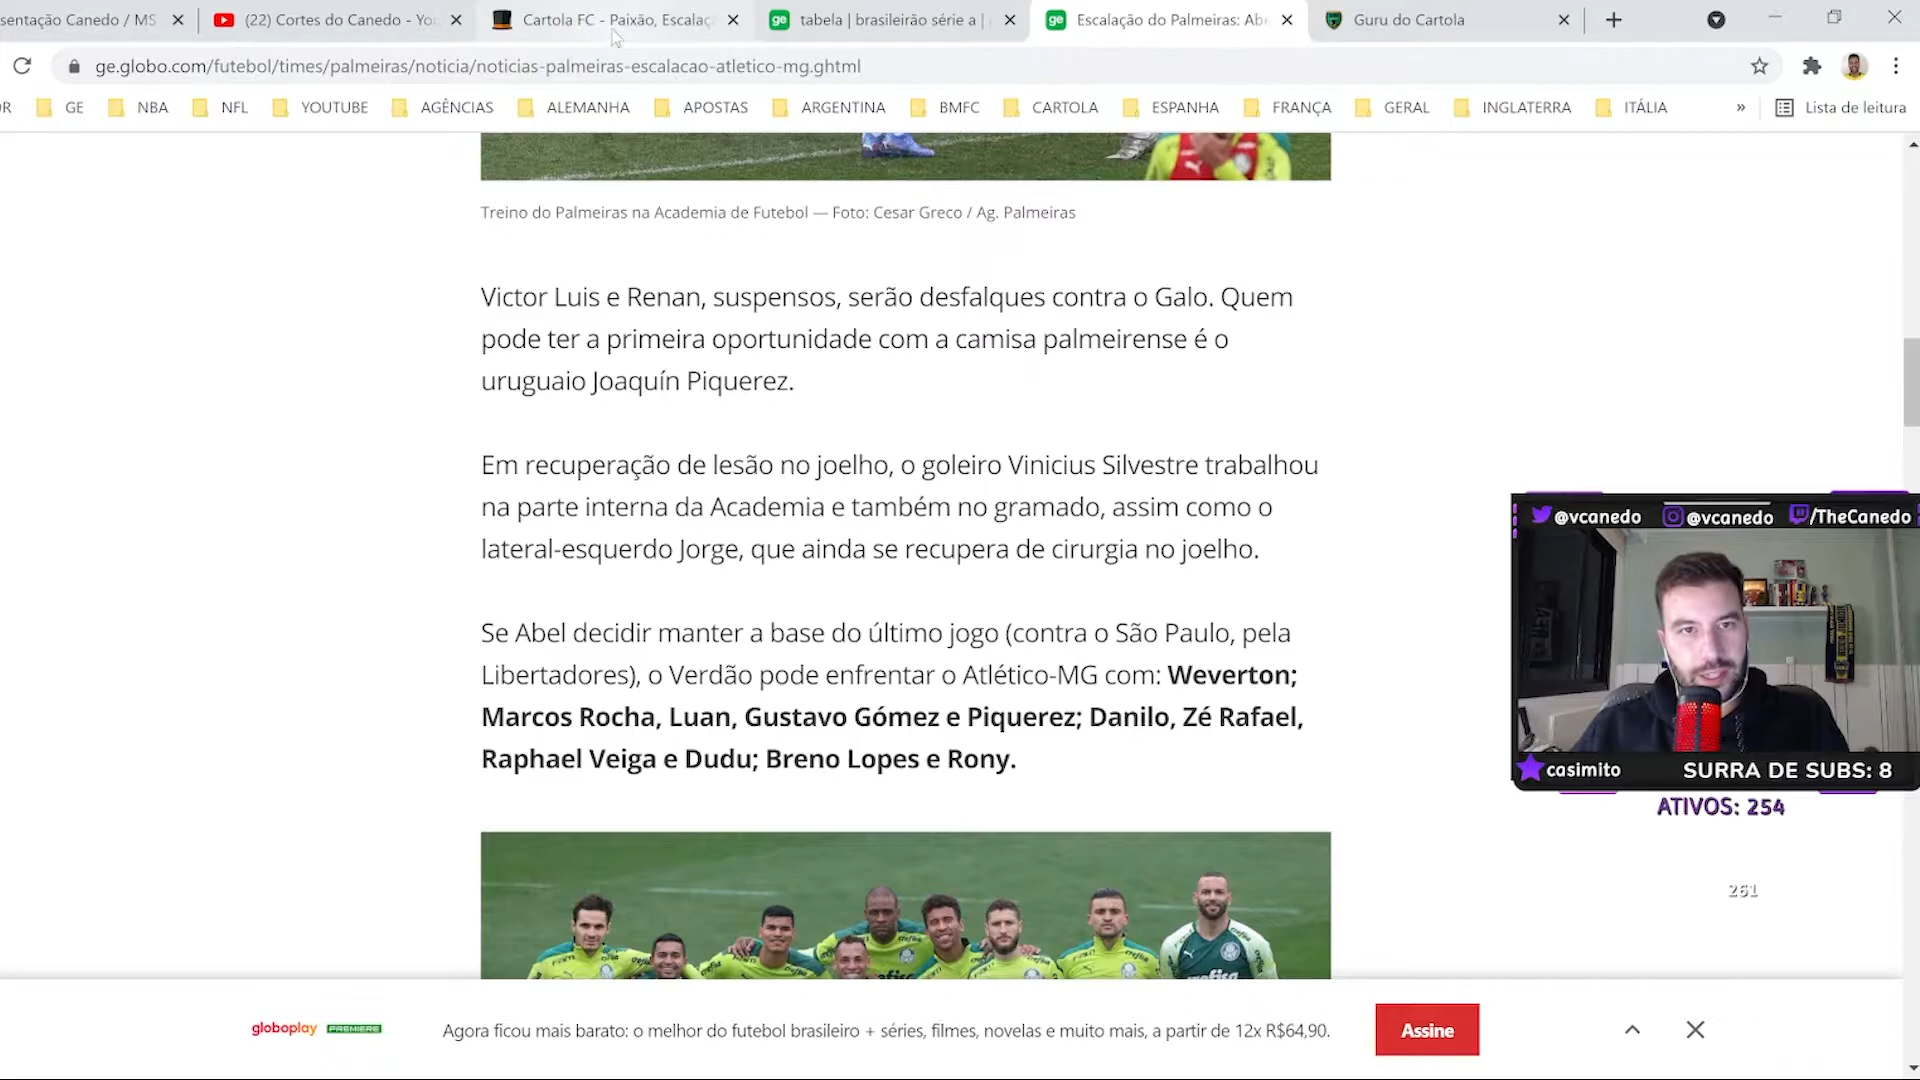 sentação Canedo / MS
(22) Cortes do Canedo - You
Cartola FC - Paixão, Escalaç
ge tabela | brasileirão série a |
ge Escalação do Palmeiras: Abe
Guru do Cartola
ge.globo.com/futebol/times/palmeiras/noticia/noticias-palmeiras-escalacao-atletico-mg.ghtml
OR GE NBA NFL YOUTUBE AGÊNCIAS ALEMANHA APOSTAS ARGENTINA BMFC CARTOLA ESPANHA FRANÇA GERAL INGLATERRA ITÁLIA » Lista de leitura
Treino do Palmeiras na Academia de Futebol — Foto: Cesar Greco / Ag. Palmeiras
Victor Luis e Renan, suspensos, serão desfalques contra o Galo. Quem
pode ter a primeira oportunidade com a camisa palmeirense é o
uruguaio Joaquín Piquerez.
Em recuperação de lesão no joelho, o goleiro Vinicius Silvestre trabalhou
na parte interna da Academia e também no gramado, assim como o
lateral-esquerdo Jorge, que ainda se recupera de cirurgia no joelho.
Se Abel decidir manter a base do último jogo (contra o São Paulo, pela
Libertadores), o Verdão pode enfrentar o Atlético-MG com: Weverton;
Marcos Rocha, Luan, Gustavo Gómez e Piquerez; Danilo, Zé Rafael,
Raphael Veiga e Dudu; Breno Lopes e Rony.
@vcanedo @vcanedo /TheCanedo
casimito SURRA DE SUBS: 8
ATIVOS: 254
261
globoplay PREMIERE Agora ficou mais barato: o melhor do futebol brasileiro + séries, filmes, novelas e muito mais, a partir de 12x R$64,90. Assine